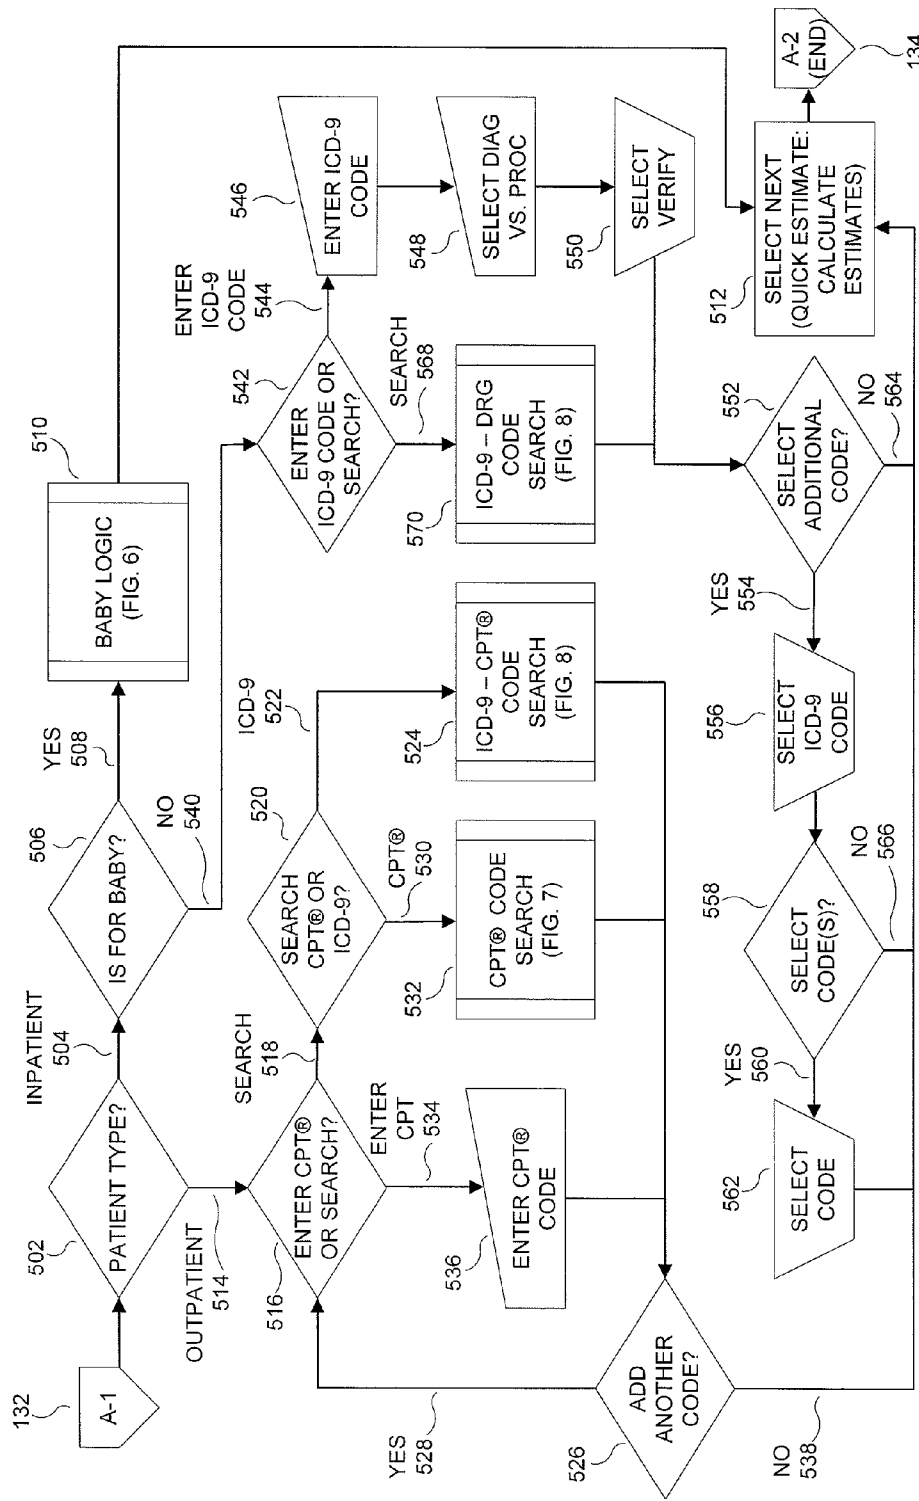 132
A-1
502
PATIENT TYPE?
INPATIENT
504
506
IS FOR BABY?
YES
508
510
BABY LOGIC
(FIG. 6)
OUTPATIENT
514
NO
540
516
ENTER CPT®
OR SEARCH?
SEARCH
518
520
SEARCH
CPT® OR
ICD-9?
ICD-9
522
542
ENTER
ICD-9 CODE OR
SEARCH?
ENTER
ICD-9
CODE
544
546
ENTER ICD-9
CODE
ENTER
CPT
534
CPT®
530
SEARCH
568
548
SELECT DIAG
VS. PROC
536
ENTER CPT®
CODE
532
CPT® CODE
SEARCH
(FIG. 7)
524
ICD-9 – CPT®
CODE
SEARCH
(FIG. 8)
570
ICD-9 – DRG
CODE
SEARCH
(FIG. 8)
550
SELECT
VERIFY
YES
528
526
ADD
ANOTHER
CODE?
NO
538
562
SELECT
CODE
YES
560
558
SELECT
CODE(S)?
556
SELECT
ICD-9
CODE
YES
554
552
SELECT
ADDITIONAL
CODE?
512
SELECT NEXT
(QUICK ESTIMATE:
CALCULATE
ESTIMATES)
A-2
(END)
134
NO
566
NO
564